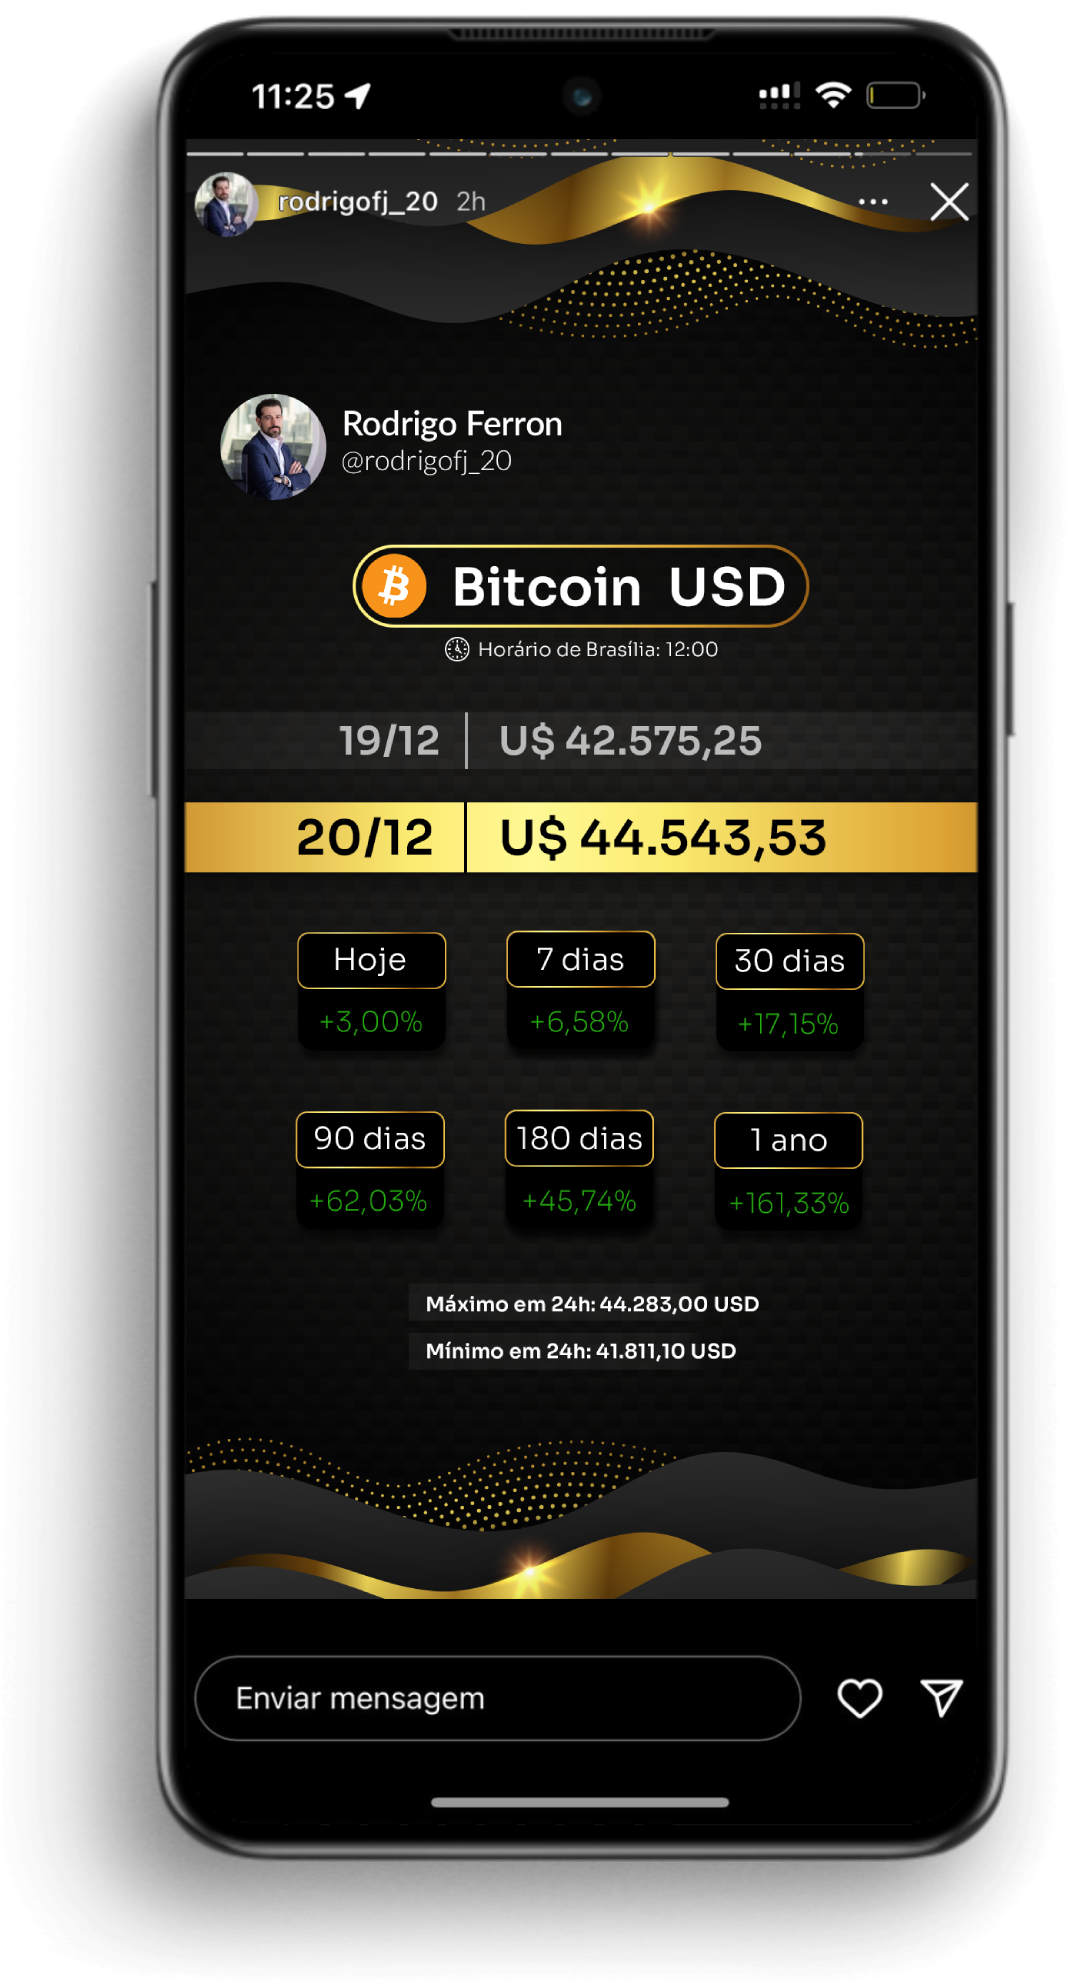 11:25
rodrigofj_20 2h
Rodrigo Ferron
@rodrigofj_20
Bitcoin USD
Horário de Brasília: 12:00
19/12 U$ 42.575,25
20/12 U$ 44.543,53
Hoje 7 dias 30 dias
+3,00% +6,58% +17,15%
90 dias 180 dias 1 ano
+62,03% +45,74% +161,33%
Máximo em 24h: 44.283,00 USD
Mínimo em 24h: 41.811,10 USD
Enviar mensagem